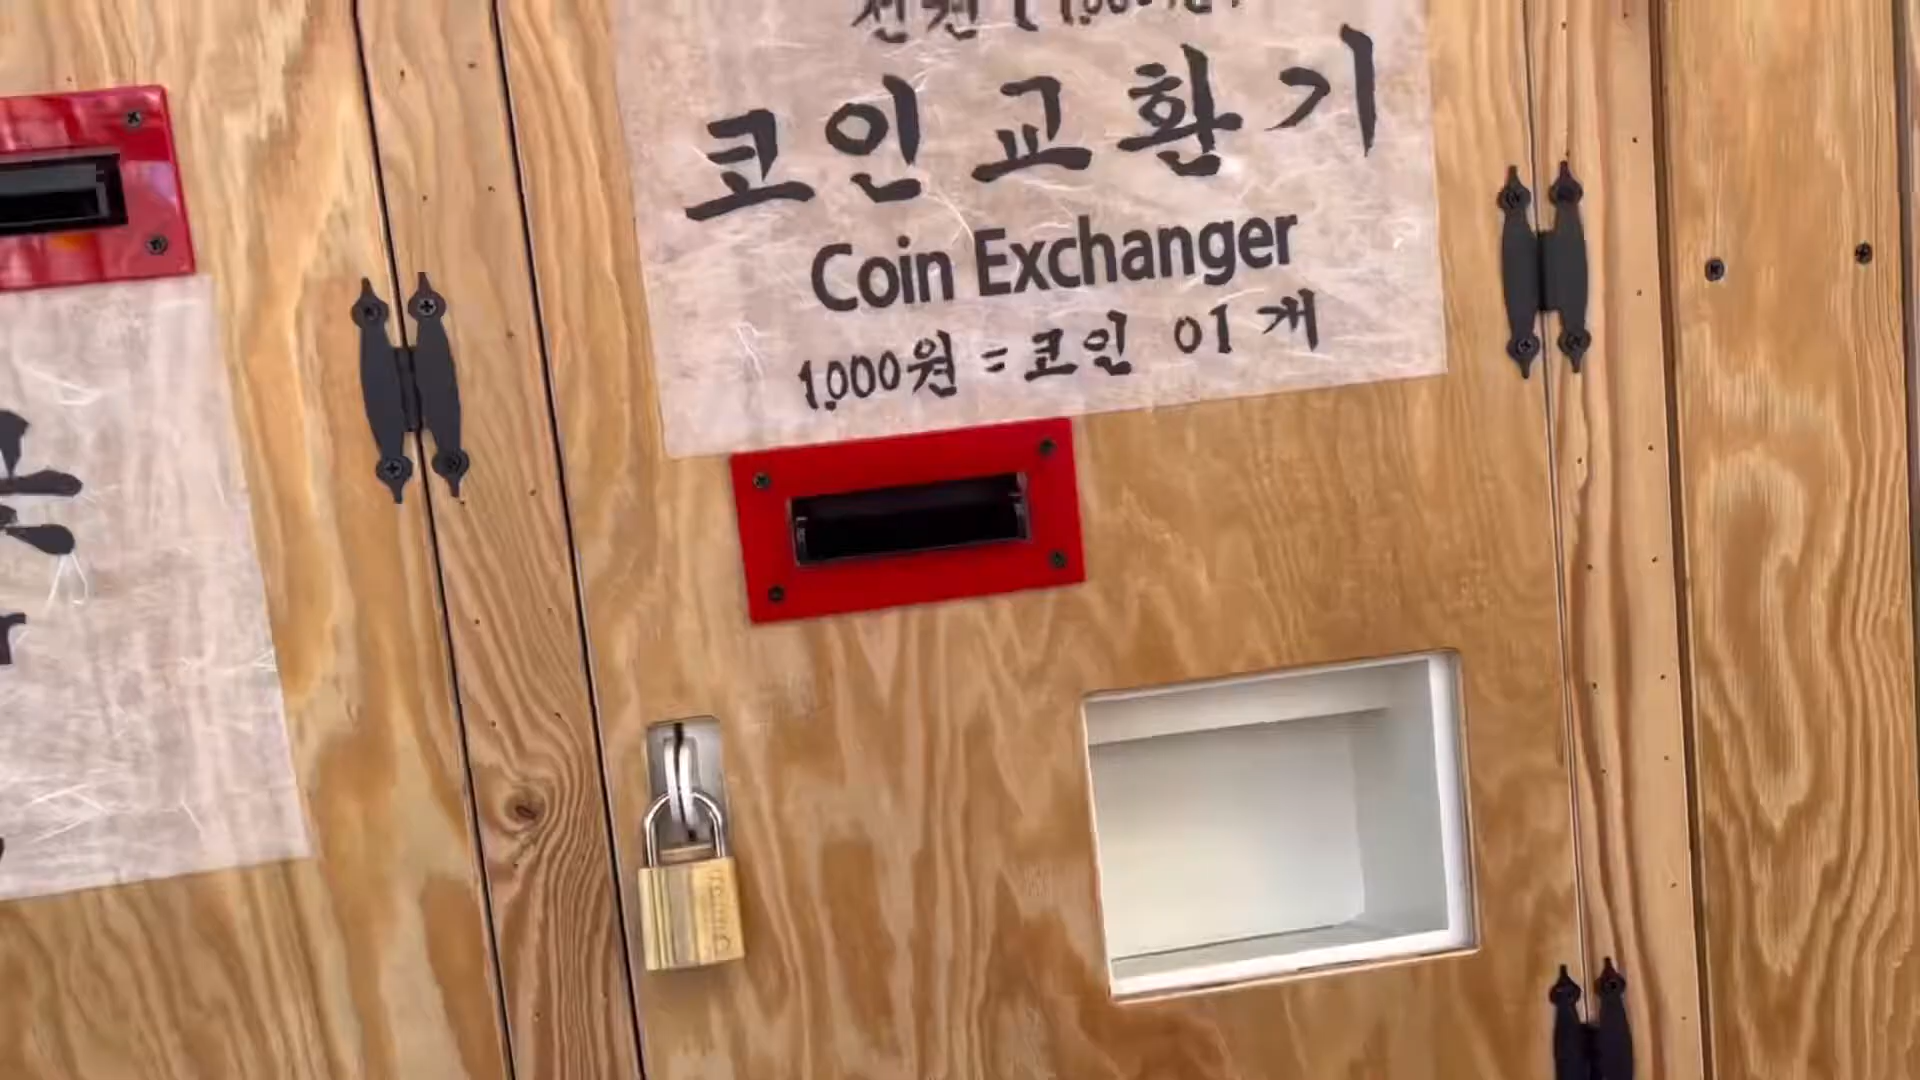 코인교환기
Coin Exchanger
1,000원 = 코인 01개